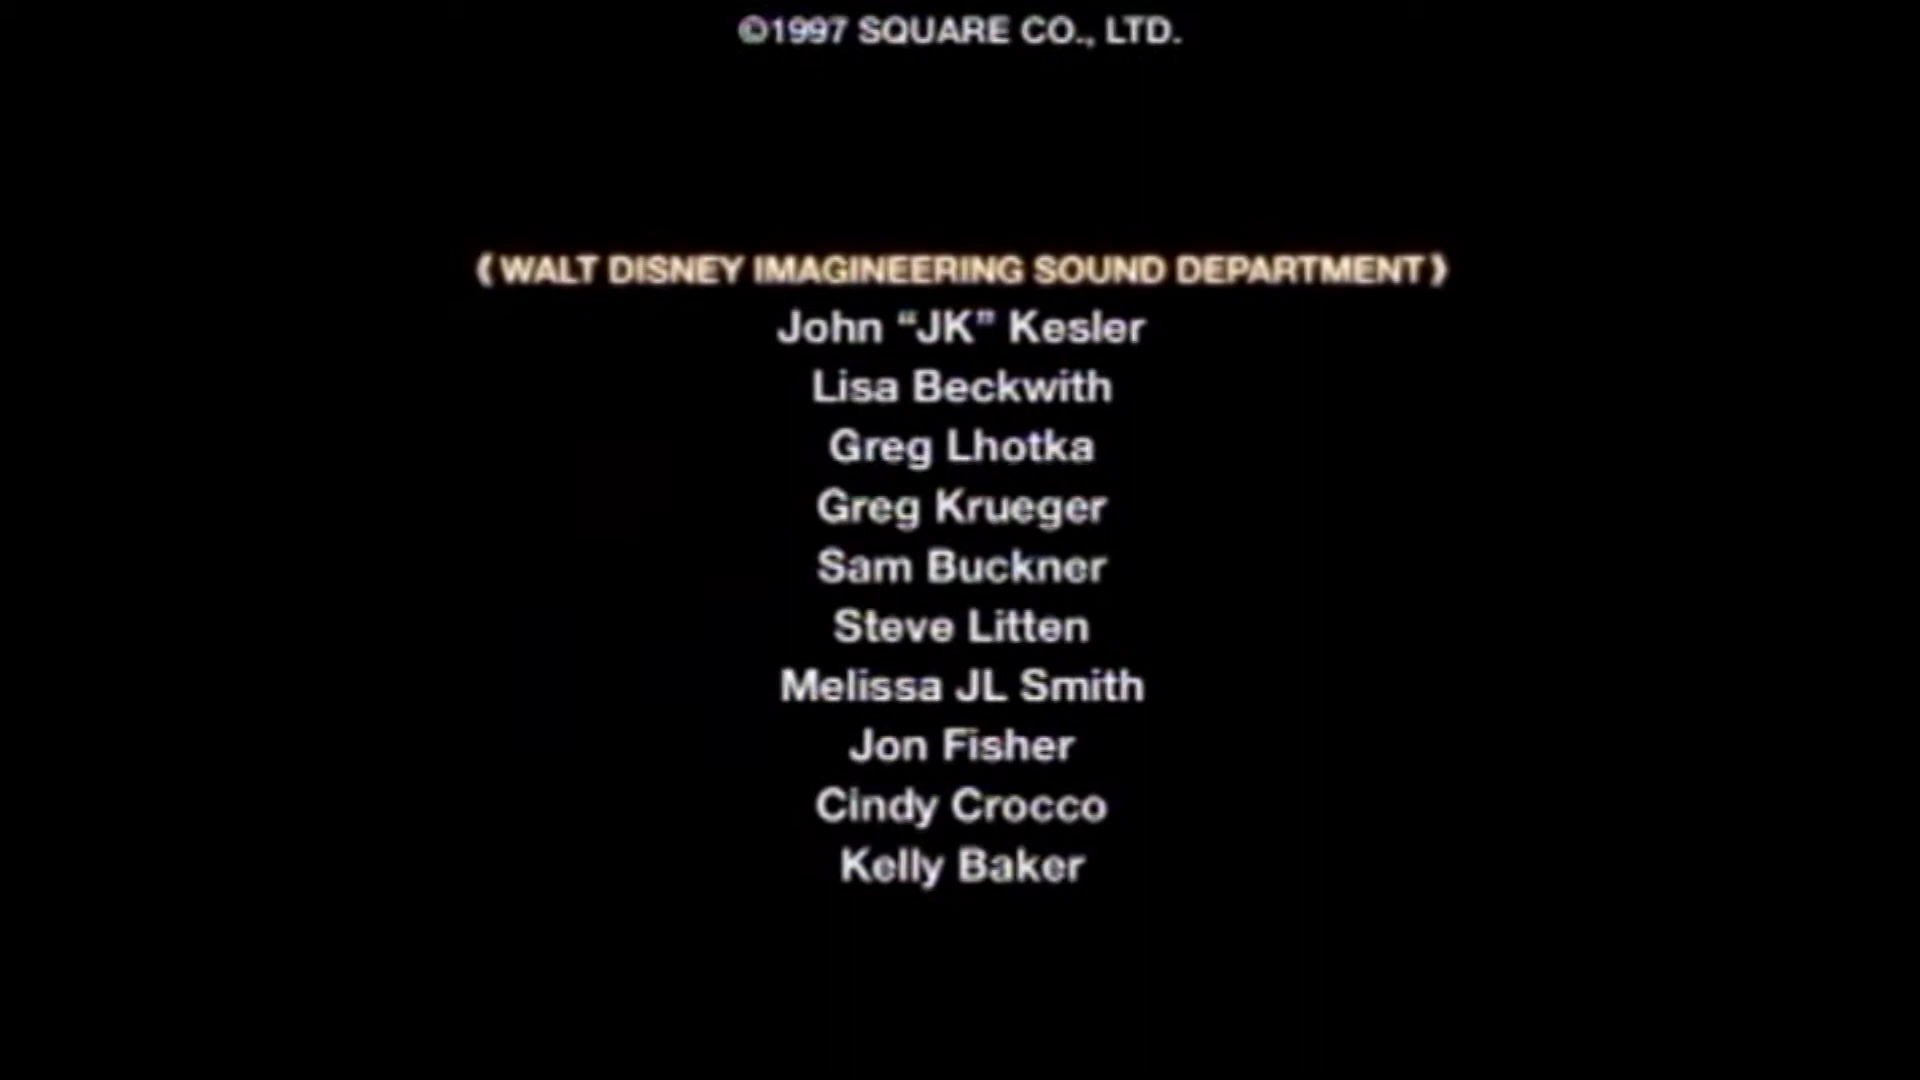 ©1997 SQUARE CO., LTD.
⟪WALT DISNEY IMAGINEERING SOUND DEPARTMENT⟫
John “JK” Kesler
Lisa Beckwith
Greg Lhotka
Greg Krueger
Sam Buckner
Steve Litten
Melissa JL Smith
Jon Fisher
Cindy Crocco
Kelly Baker